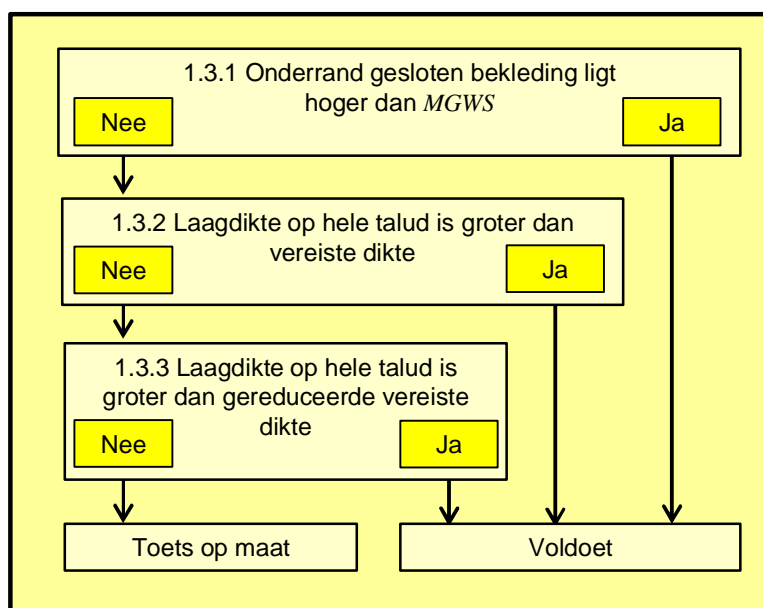 1.3.1 Onderrand gesloten bekleding ligt
hoger dan MGWS
Nee
Ja
1.3.2 Laagdikte op hele talud is groter dan
vereiste dikte
Nee
Ja
1.3.3 Laagdikte op hele talud is
groter dan gereduceerde vereiste
dikte
Nee
Ja
Toets op maat
Voldoet